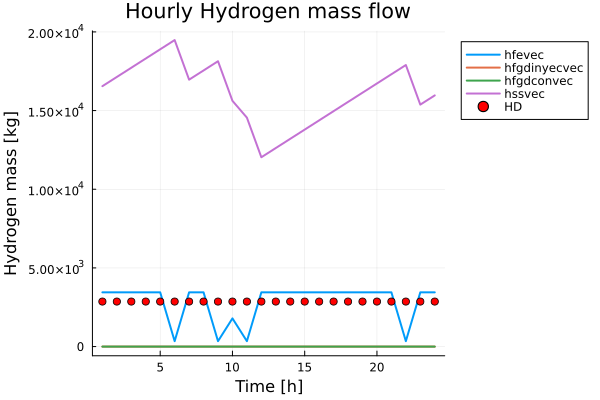 Hourly Hydrogen mass flow
Hydrogen mass [kg]
2.00×10⁴
1.50×10⁴
1.00×10⁴
5.00×10³
0
5 10 15 20
Time [h]
hfevec
hfgdinyecvec
hfgdconvec
hssvec
HD